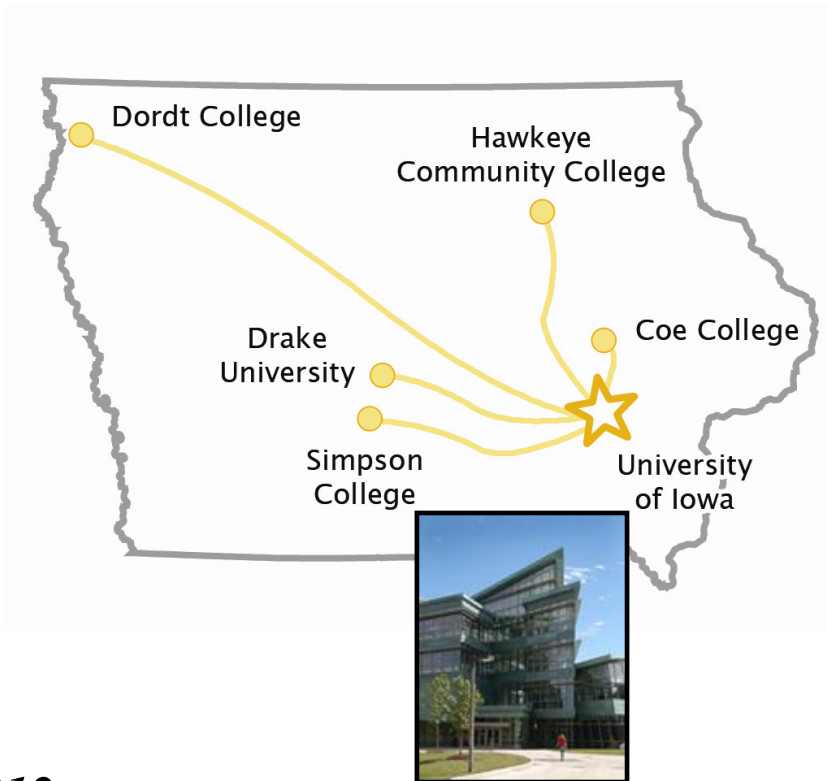 Dordt College
Hawkeye
Community College
Coe College
Drake
University
Simpson
College
University
of Iowa